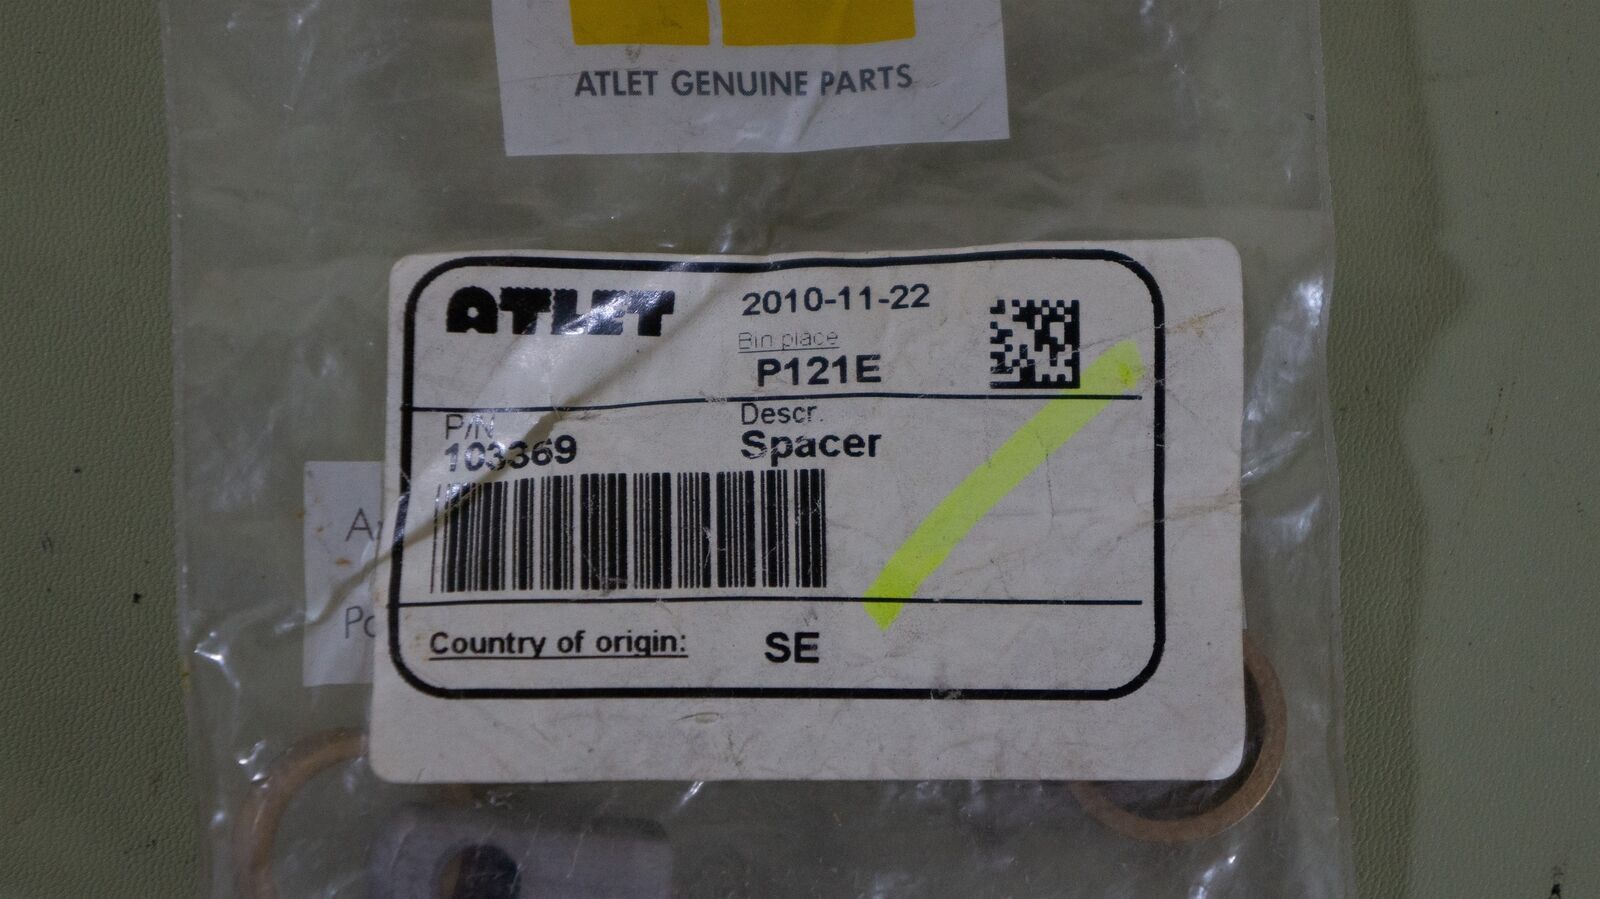 ATLET GENUINE PARTS
ATLET
2010-11-22
Bin place
P121E
P/N
103369
Descr.
Spacer
Country of origin: SE